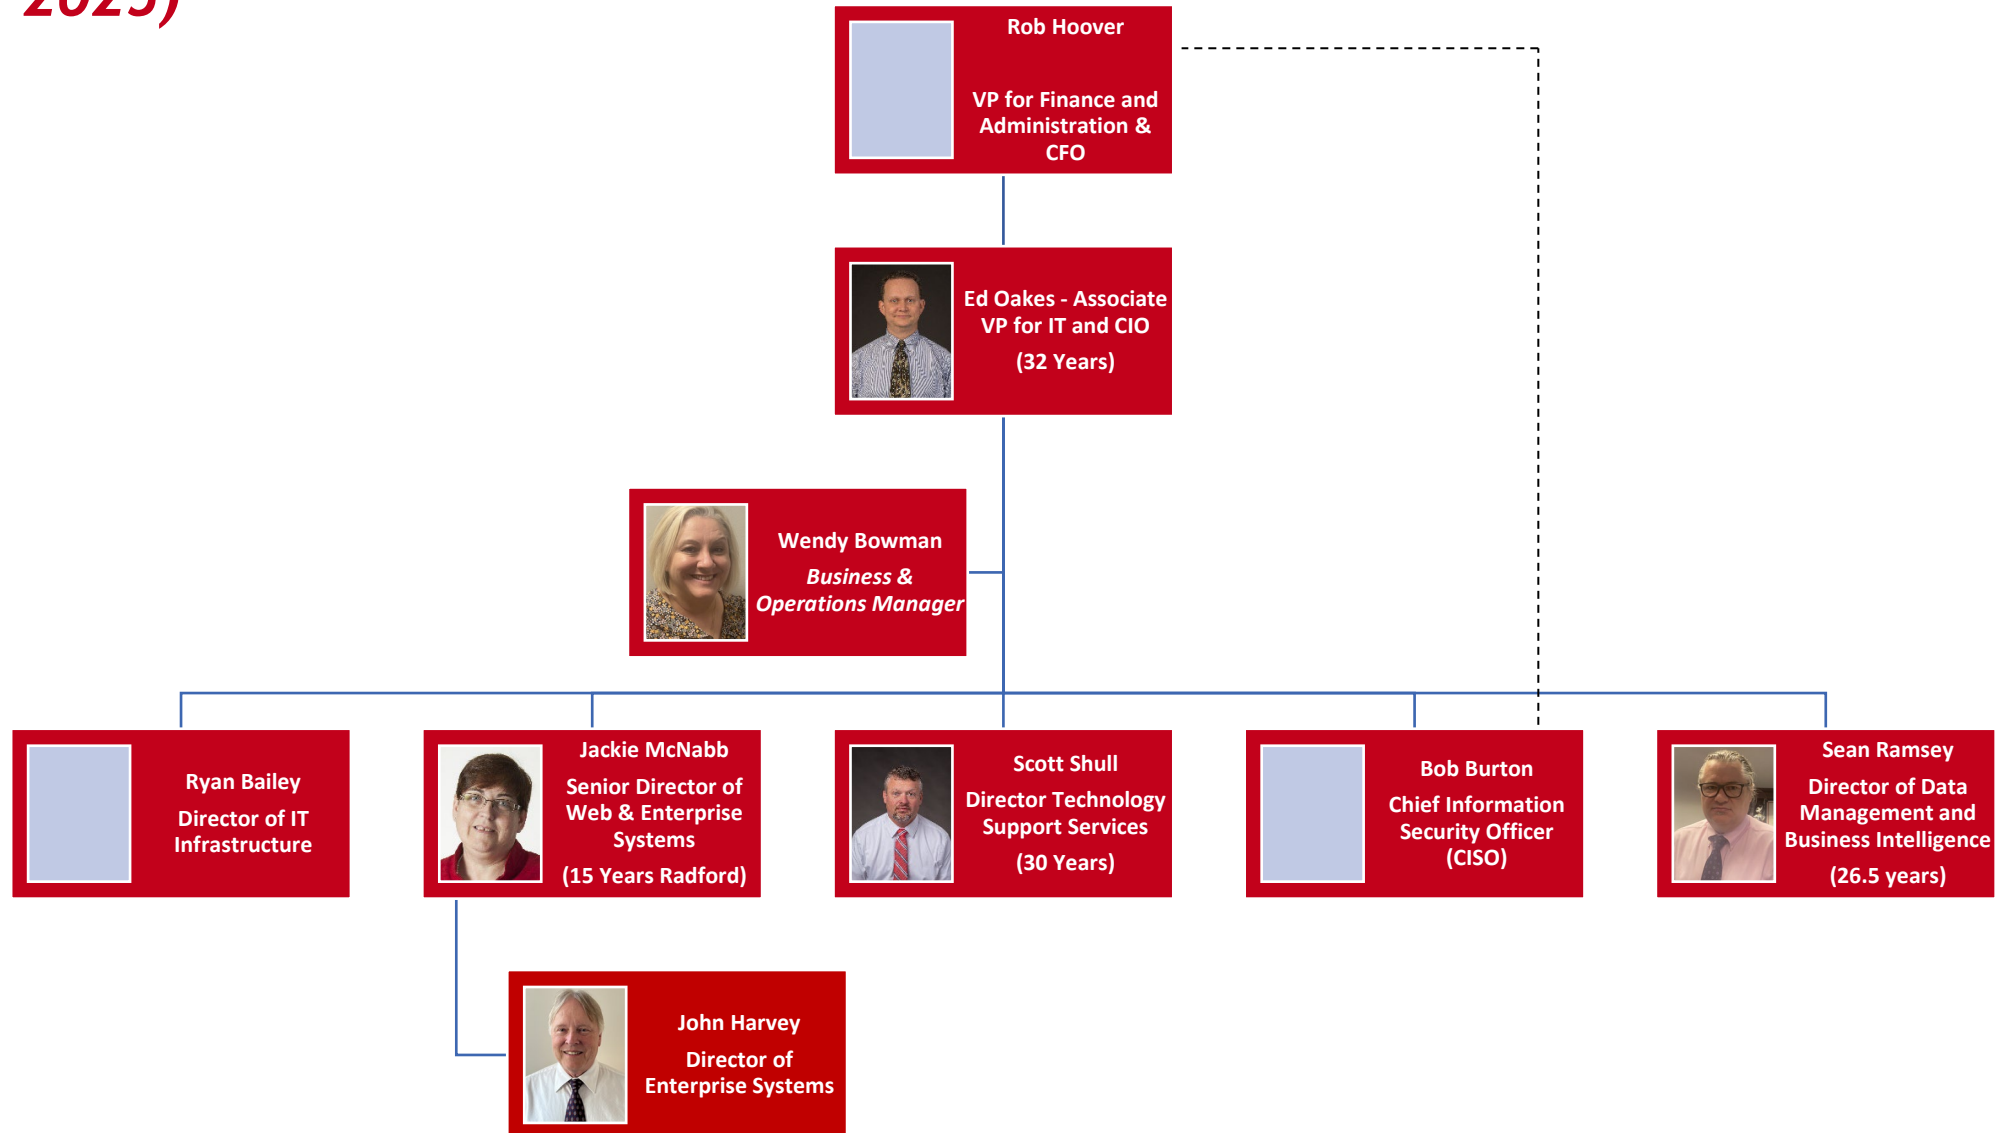 2025)
Rob Hoover
VP for Finance and
Administration &
CFO
Ed Oakes - Associate
VP for IT and CIO
(32 Years)
Wendy Bowman
Business &
Operations Manager
Ryan Bailey
Director of IT
Infrastructure
Jackie McNabb
Senior Director of
Web & Enterprise
Systems
(15 Years Radford)
Scott Shull
Director Technology
Support Services
(30 Years)
Bob Burton
Chief Information
Security Officer
(CISO)
Sean Ramsey
Director of Data
Management and
Business Intelligence
(26.5 years)
John Harvey
Director of
Enterprise Systems